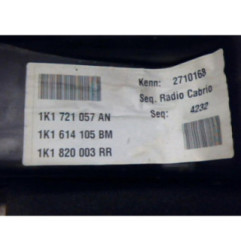 Kenn: 2710168
Seq. Radio Cabrio
Seq: 4232
1K1 721 057 AN
1K1 614 105 BM
1K1 820 003 RR